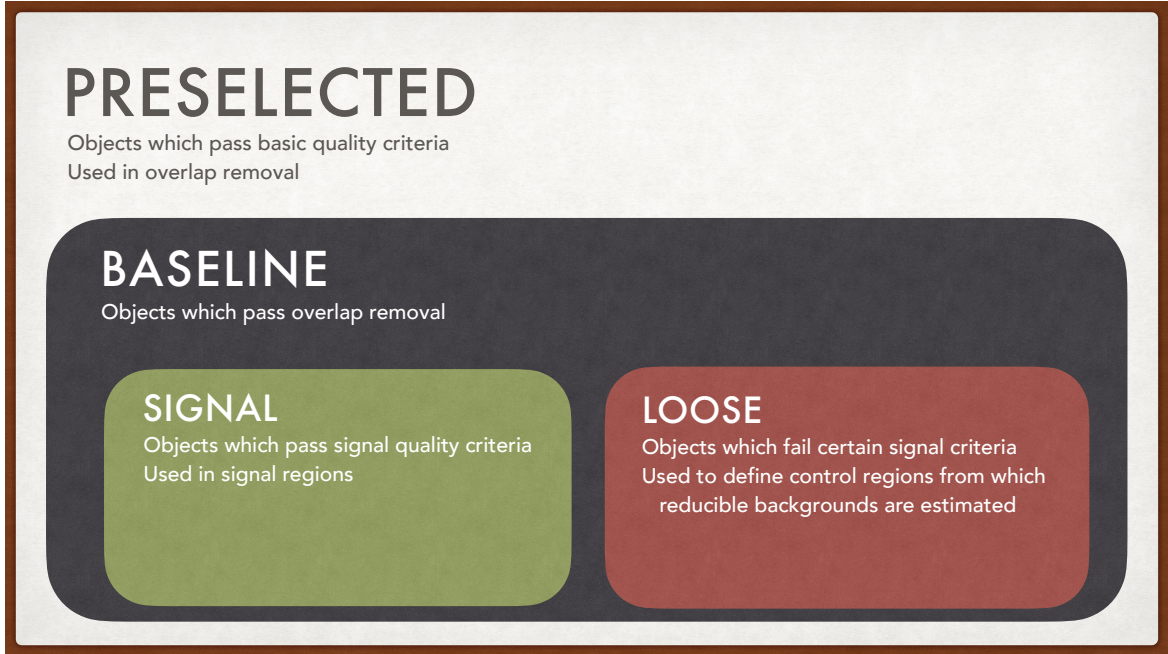 PRESELECTED
Objects which pass basic quality criteria
Used in overlap removal
BASELINE
Objects which pass overlap removal
SIGNAL
Objects which pass signal quality criteria
Used in signal regions
LOOSE
Objects which fail certain signal criteria
Used to define control regions from which
reducible backgrounds are estimated